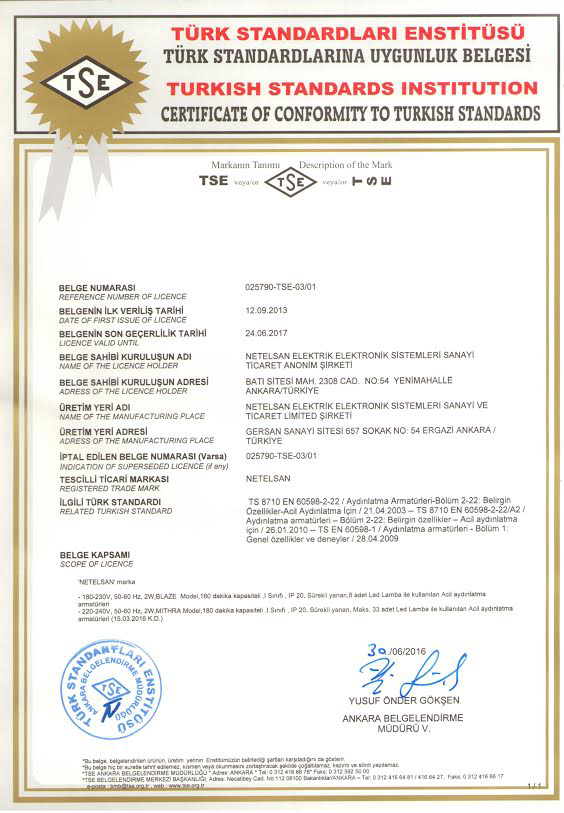 TSE
TÜRK STANDARDLARI ENSTİTÜSÜ
TÜRK STANDARDLARINA UYGUNLUK BELGESİ
TURKISH STANDARDS INSTITUTION
CERTIFICATE OF CONFORMITY TO TURKISH STANDARDS
Markanın Tanımı Description of the Mark
TSE veya/or TSE veya/or TSE
BELGE NUMARASI 025790-TSE-03/01
REFERENCE NUMBER OF LICENCE
BELGENİN İLK VERİLİŞ TARİHİ 12.09.2013
DATE OF FIRST ISSUE OF LICENCE
BELGENİN SON GEÇERLİLİK TARİHİ 24.06.2017
LICENCE VALID UNTIL
BELGE SAHİBİ KURULUŞUN ADI NETELSAN ELEKTRİK ELEKTRONİK SİSTEMLERİ SANAYİ
NAME OF THE LICENCE HOLDER TİCARET ANONİM ŞİRKETİ
BELGE SAHİBİ KURULUŞUN ADRESİ BATI SİTESİ MAH. 2308 CAD. NO:54 YENİMAHALLE
ADRESS OF THE LICENCE HOLDER ANKARA/TÜRKİYE
ÜRETİM YERİ ADI NETELSAN ELEKTRİK ELEKTRONİK SİSTEMLERİ SANAYİ VE
NAME OF THE MANUFACTURING PLACE TİCARET LİMİTED ŞİRKETİ
ÜRETİM YERİ ADRESİ GERSAN SANAYİ SİTESİ 657 SOKAK NO: 54 ERGAZİ ANKARA /
ADRESS OF THE MANUFACTURING PLACE TÜRKİYE
İPTAL EDİLEN BELGE NUMARASI (Varsa) 025790-TSE-03/01
INDICATION OF SUPERSEDED LICENCE (if any)
TESCİLLİ TİCARİ MARKASI NETELSAN
REGISTERED TRADE MARK
İLGİLİ TÜRK STANDARDI TS 8710 EN 60598-2-22 / Aydınlatma Armatürleri-Bölüm 2-22: Belirgin
RELATED TURKISH STANDARD Özellikler-Acil Aydınlatma İçin / 21.04.2003 -- TS 8710 EN 60598-2-22/A2 /
Aydınlatma armatürleri – Bölüm 2-22: Belirgin özellikler – Acil aydınlatma
için / 26.01.2010 -- TS EN 60598-1 / Aydınlatma Armatürleri - Bölüm 1:
Genel özellikler ve deneyler / 28.04.2009
BELGE KAPSAMI
SCOPE OF LICENCE
'NETELSAN' marka
- 180-230V, 50-60 Hz, 2W,BLAZE Model,180 dakika kapasiteli ,I Sınıfı , IP 20, Sürekli yanan,8 adet Led Lamba ile kullanılan Acil aydınlatma
armatürleri
- 220-240V, 50-60 Hz, 2W,MITHRA Model,180 dakika kapasiteli ,I Sınıfı , IP 20, Sürekli yanan, Maks. 33 adet Led Lamba ile kullanılan Acil aydınlatma
armatürleri (15.03.2016 K.D.)
TÜRK STANDARTLARI ENSTİTÜSÜ
ANKARA BELGELENDİRME MÜDÜRLÜĞÜ
TSE
30./06/2016
YUSUF ÖNDER GÖKŞEN
ANKARA BELGELENDİRME
MÜDÜRÜ V.
*Bu belge, belgelendirilen ürünün, üretim yerinin Enstitümüzün belirlediği şartları karşıladığını da gösterir.
*Bu belge hiç bir suretle tahrif edilemez, kısmen veya okunmasını zorlaştıracak şekilde çoğaltılamaz, kazıntı ve silinti yapılamaz.
*TSE ANKARA BELGELENDİRME MÜDÜRLÜĞÜ * Adres: ANKARA * Tel: 0 312 416 66 78* Faks: 0 312 592 50 00
*TSE BELGELENDİRME MERKEZİ BAŞKANLIĞI; Adres: Necatibey Cad. No:112 06100 Bakanlıklar/ANKARATel: 0 312 416 64 81 / 416 64 27, Faks: 0 312 416 66 17
e-posta : bmb@tse.org.tr , web : www.tse.org.tr
1 / 1